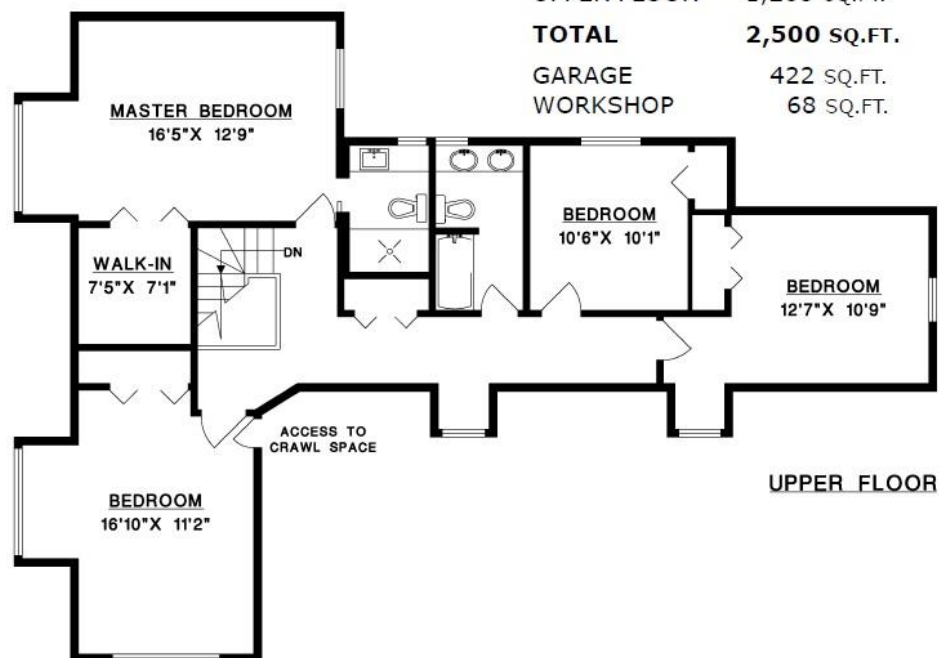 TOTAL 2,500 SQ.FT.
GARAGE 422 SQ.FT.
WORKSHOP 68 SQ.FT.
MASTER BEDROOM
16'5"X 12'9"
WALK-IN
7'5"X 7'1"
DN
BEDROOM
10'6"X 10'1"
BEDROOM
12'7"X 10'9"
ACCESS TO
CRAWL SPACE
BEDROOM
16'10"X 11'2"
UPPER FLOOR